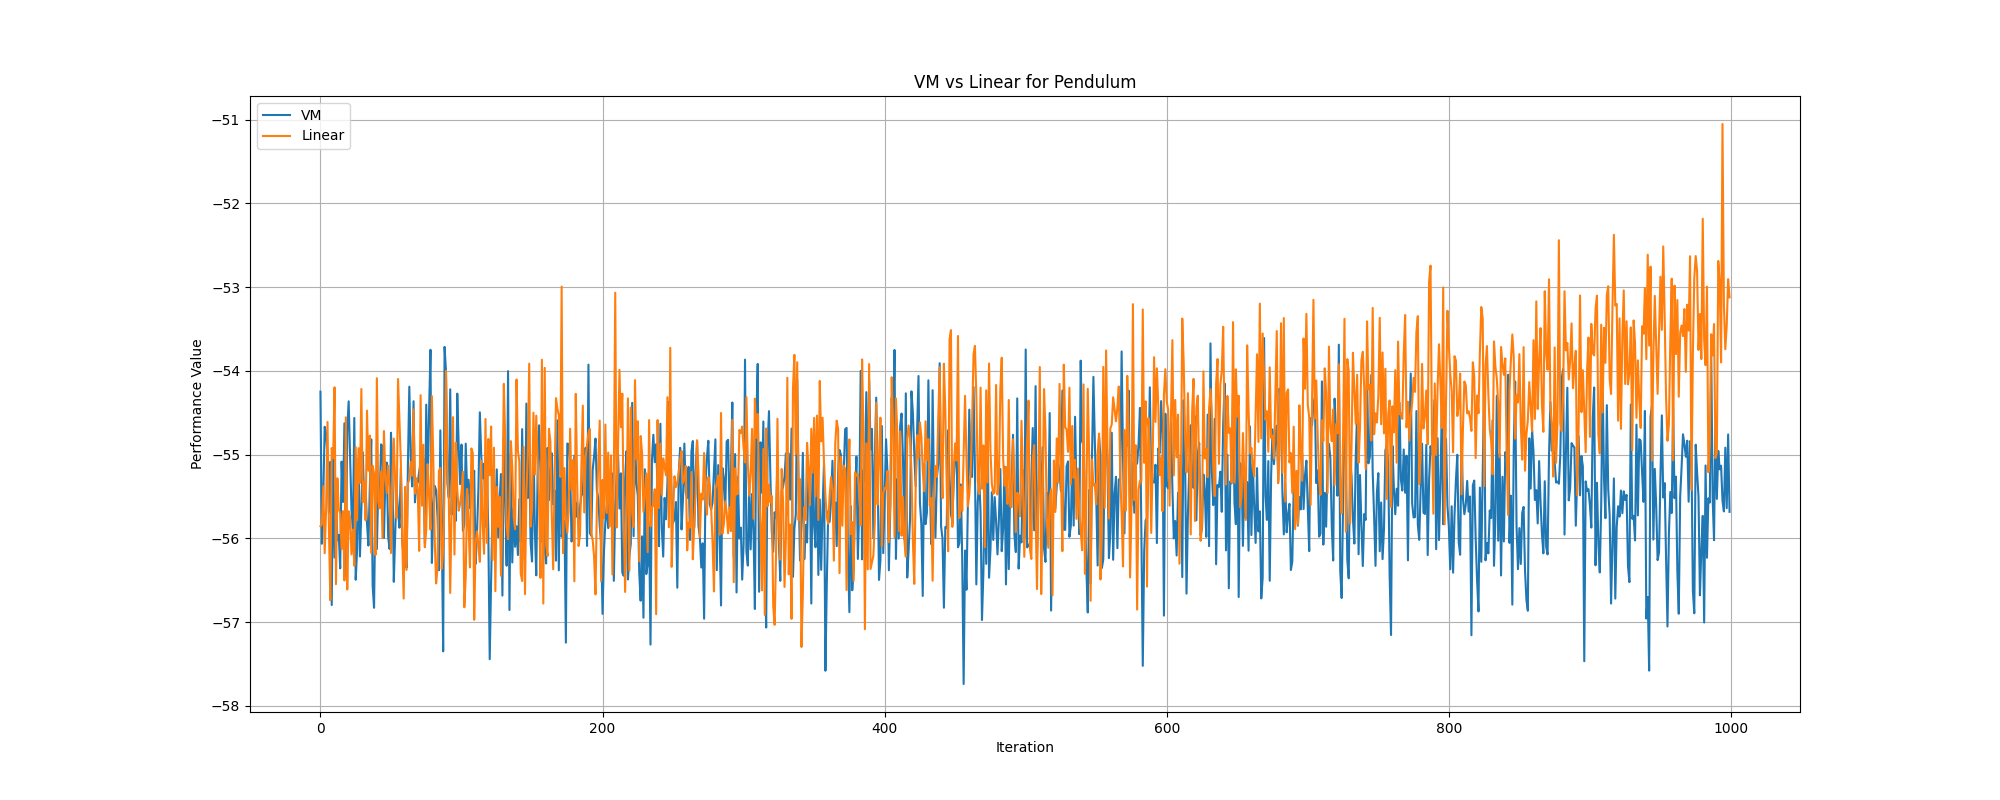 VM vs Linear for Pendulum
VM
Linear
Performance Value
−51
−52
−53
−54
−55
−56
−57
−58
0
200
400
600
800
1000
Iteration